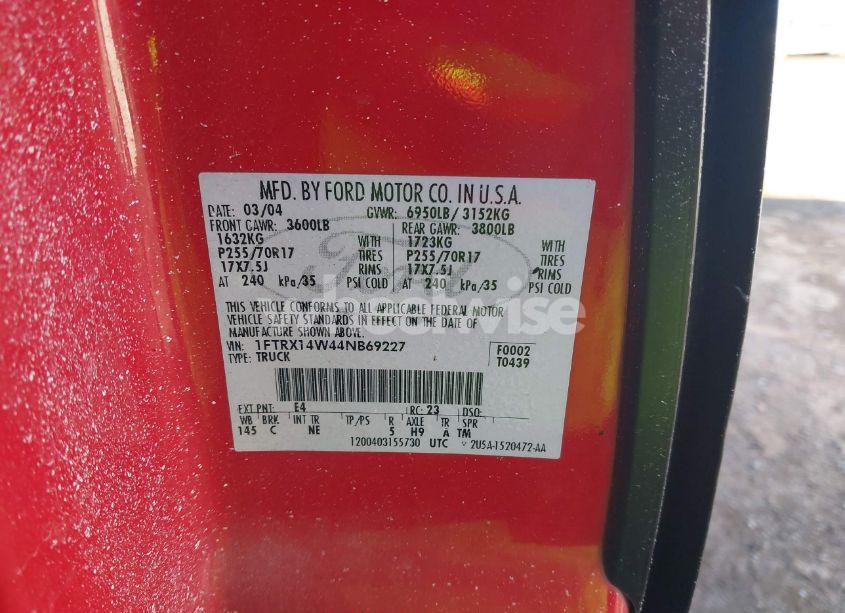 MFD. BY FORD MOTOR CO. IN U.S.A.
DATE: 03/04 GVWR: 6950LB / 3152KG
FRONT GAWR: 3600LB REAR GAWR: 3800LB
1632KG WITH 1723KG WITH
P255/70R17 TIRES P255/70R17 TIRES
17X7.5J RIMS 17X7.5J RIMS
AT 240 kPa/35 PSI COLD AT 240 kPa/35 PSI COLD
THIS VEHICLE CONFORMS TO ALL APPLICABLE FEDERAL MOTOR
VEHICLE SAFETY STANDARDS IN EFFECT ON THE DATE OF
MANUFACTURE SHOWN ABOVE.
VIN: 1FTRX14W44NB69227 F0002
TYPE: TRUCK T0439
EXT PNT: E4 RC: 23 DSO:
WB BRK INT TR TP/PS R AXLE TR SPR
145 C NE 5 H9 A TM
1200403155730 UTC 2U5A-1520472-AA